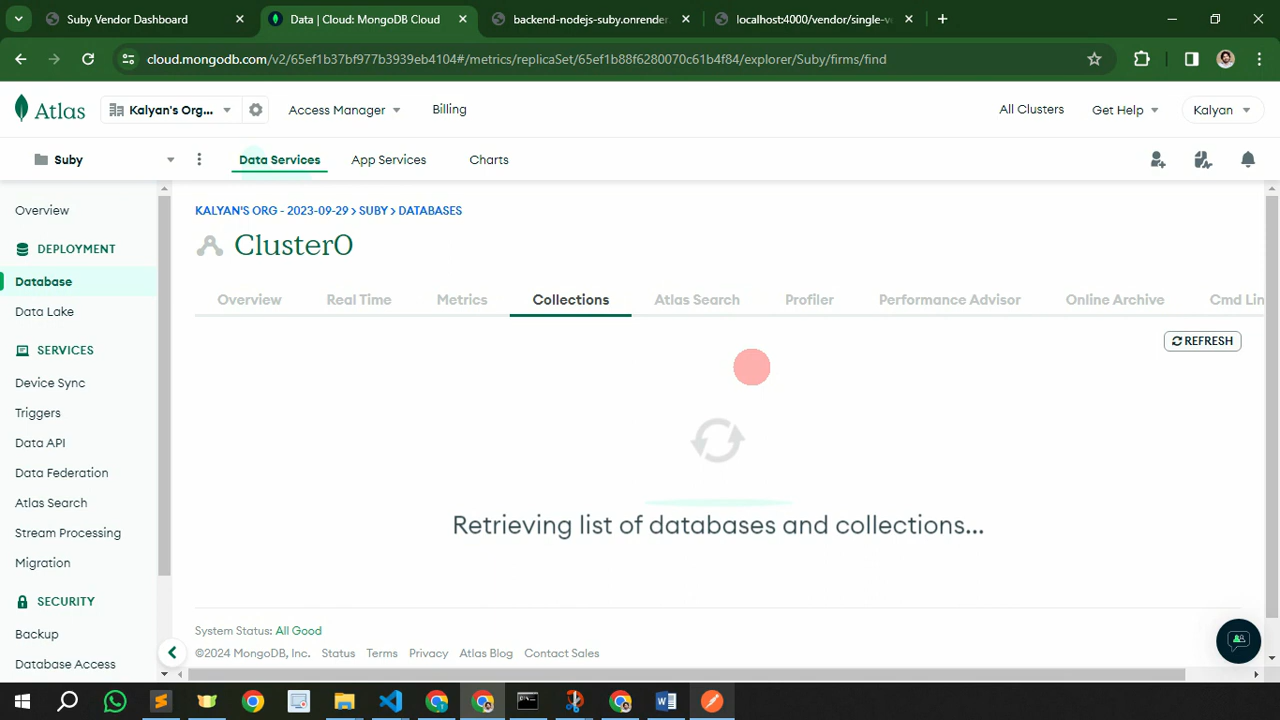 Suby Vendor Dashboard
Data | Cloud: MongoDB Cloud
backend-nodejs-suby.onrender
localhost:4000/vendor/single-ve
cloud.mongodb.com/v2/65ef1b37bf977b3939eb4104#/metrics/replicaSet/65ef1b88f6280070c61b4f84/explorer/Suby/firms/find
Atlas
Kalyan's Org...
Access Manager
Billing
All Clusters
Get Help
Kalyan
Suby
Data Services
App Services
Charts
Overview
DEPLOYMENT
Database
Data Lake
SERVICES
Device Sync
Triggers
Data API
Data Federation
Atlas Search
Stream Processing
Migration
SECURITY
Backup
Database Access
KALYAN'S ORG - 2023-09-29 > SUBY > DATABASES
Cluster0
Overview
Real Time
Metrics
Collections
Atlas Search
Profiler
Performance Advisor
Online Archive
Cmd Lin
REFRESH
Retrieving list of databases and collections...
System Status: All Good
©2024 MongoDB, Inc.
Status
Terms
Privacy
Atlas Blog
Contact Sales